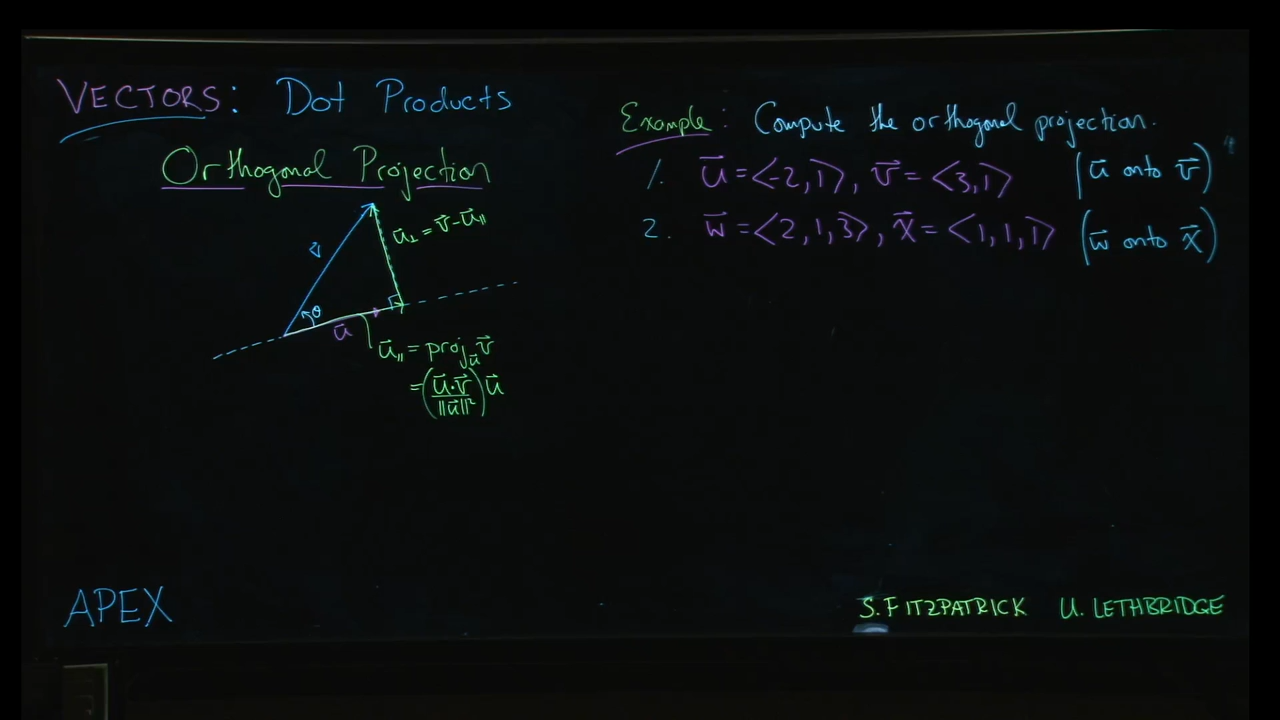 VECTORS: Dot Products
Orthogonal Projection
v⃗
u⃗⊥ = v⃗ - u⃗∥
θ
u⃗
u⃗∥ = proj_u⃗ v⃗
= (u⃗·v⃗ / ‖u⃗‖²) u⃗
Example: Compute the orthogonal projection.
1. u⃗ = <-2, 1>, v⃗ = <3, 1> (u⃗ onto v⃗)
2. w⃗ = <2, 1, 3>, x⃗ = <1, 1, 1> (w⃗ onto x⃗)
APEX
S. FITZPATRICK U. LETHBRIDGE